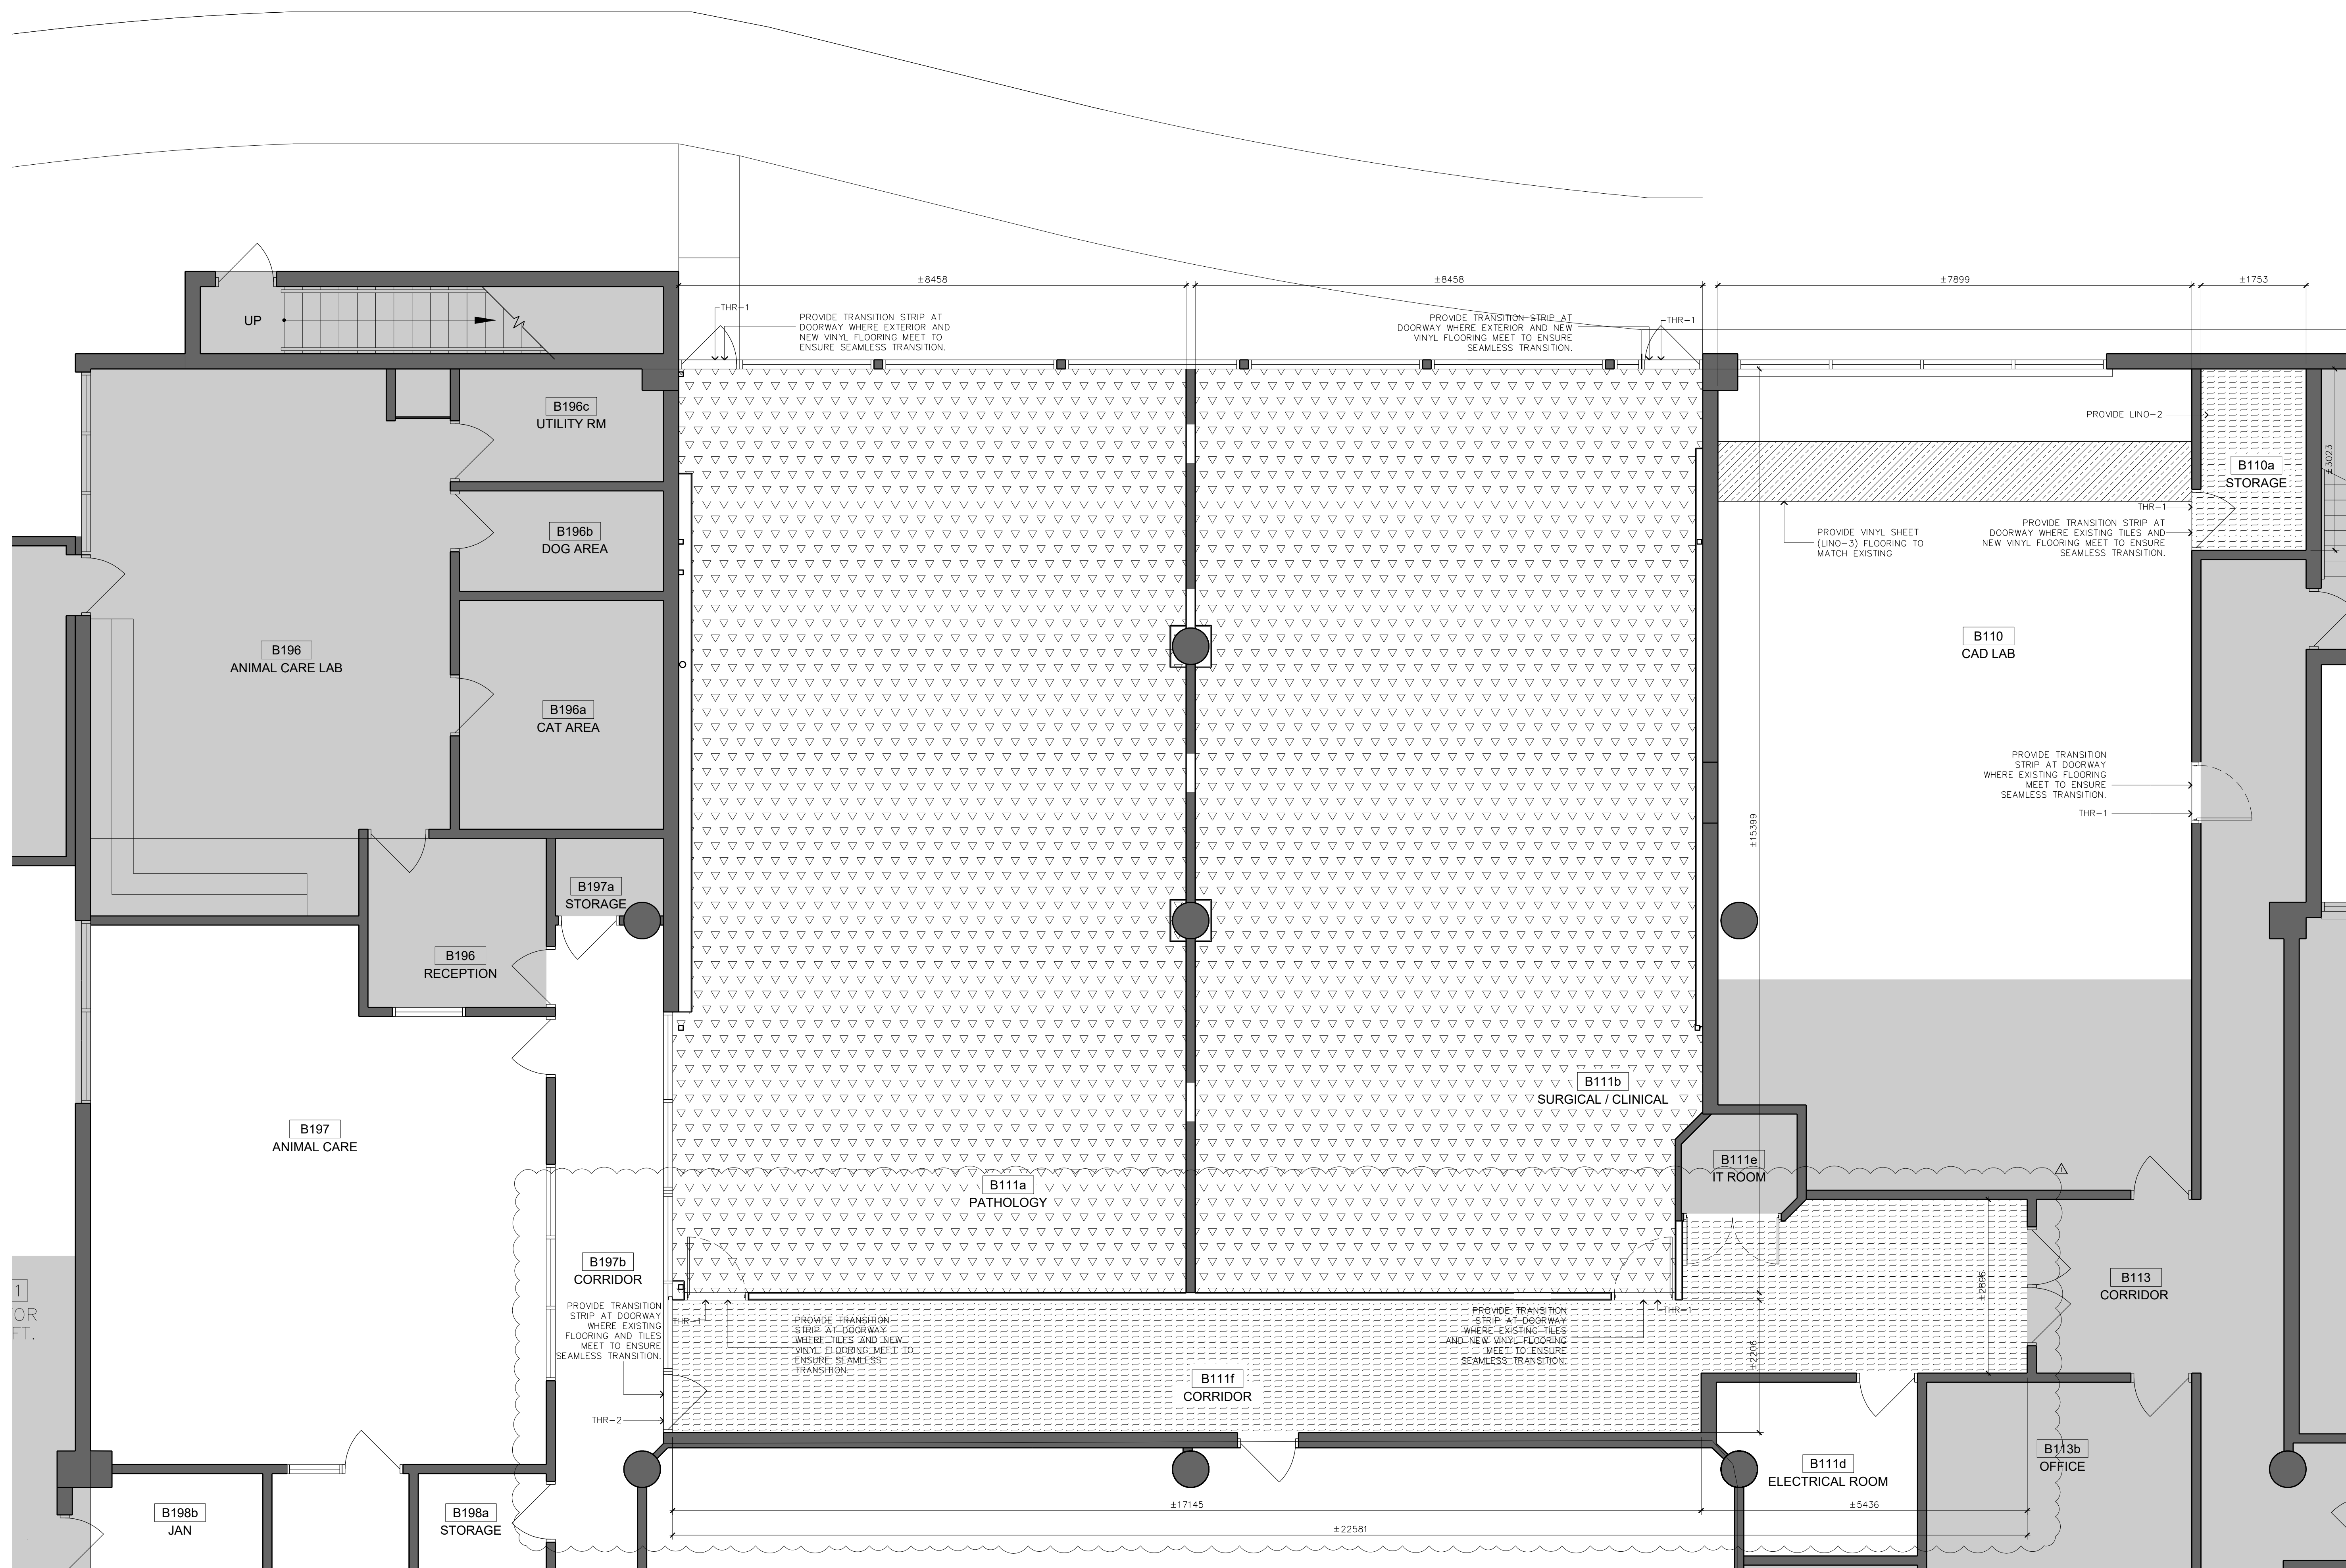 ±8458
±8458
±7899
±1753
THR-1
PROVIDE TRANSITION STRIP AT
DOORWAY WHERE EXTERIOR AND
NEW VINYL FLOORING MEET TO
ENSURE SEAMLESS TRANSITION.
PROVIDE TRANSITION STRIP AT
DOORWAY WHERE EXTERIOR AND NEW
VINYL FLOORING MEET TO ENSURE
SEAMLESS TRANSITION.
THR-1
UP
B196c
UTILITY RM
PROVIDE LINO-2
±3023
B110a
STORAGE
THR-1
PROVIDE TRANSITION STRIP AT
DOORWAY WHERE EXISTING TILES AND
NEW VINYL FLOORING MEET TO ENSURE
SEAMLESS TRANSITION.
PROVIDE VINYL SHEET
(LINO-3) FLOORING TO
MATCH EXISTING
B196b
DOG AREA
B196
ANIMAL CARE LAB
B110
CAD LAB
B196a
CAT AREA
PROVIDE TRANSITION
STRIP AT DOORWAY
WHERE EXISTING FLOORING
MEET TO ENSURE
SEAMLESS TRANSITION.
THR-1
±15399
B197a
STORAGE
B196
RECEPTION
B111b
SURGICAL / CLINICAL
B197
ANIMAL CARE
B111e
IT ROOM
B111a
PATHOLOGY
B197b
CORRIDOR
B113
CORRIDOR
±2896
1
OR
FT.
PROVIDE TRANSITION
STRIP AT DOORWAY
WHERE EXISTING
FLOORING AND TILES
MEET TO ENSURE
SEAMLESS TRANSITION.
THR-1
PROVIDE TRANSITION
STRIP AT DOORWAY
WHERE TILES AND NEW
VINYL FLOORING MEET TO
ENSURE SEAMLESS
TRANSITION.
PROVIDE TRANSITION
STRIP AT DOORWAY
WHERE EXISTING TILES
AND NEW VINYL FLOORING
MEET TO ENSURE
SEAMLESS TRANSITION.
THR-1
±2206
B111f
CORRIDOR
THR-2
B113b
OFFICE
B111d
ELECTRICAL ROOM
B198b
JAN
B198a
STORAGE
±17145
±5436
±22581